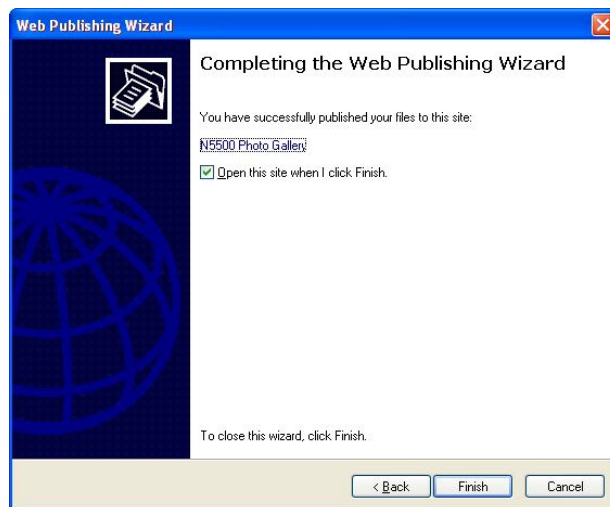 Web Publishing Wizard
Completing the Web Publishing Wizard
You have successfully published your files to this site:
N5500 Photo Gallery
Open this site when I click Finish.
To close this wizard, click Finish.
< Back
Finish
Cancel